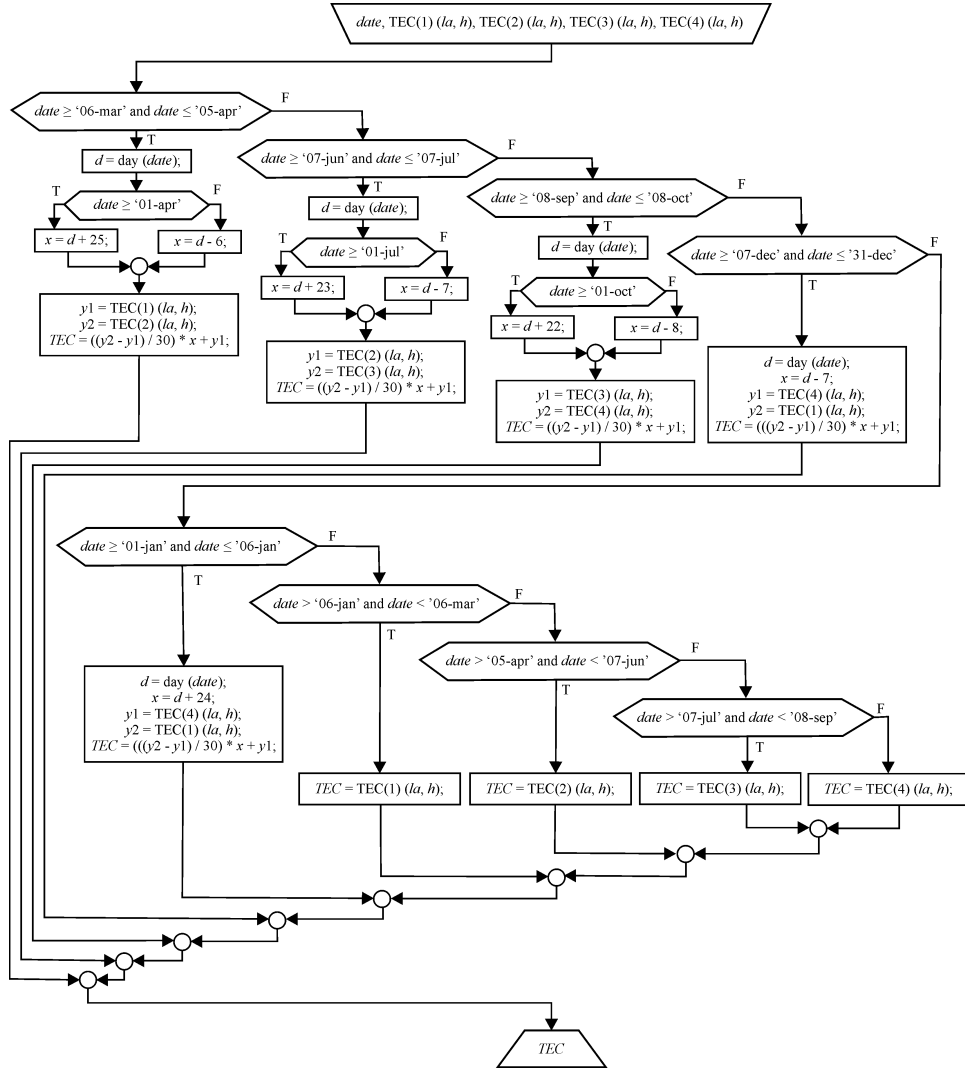 date, TEC(1) (la, h), TEC(2) (la, h), TEC(3) (la, h), TEC(4) (la, h)
date ≥ ‘06-mar’ and date ≤ ’05-apr’
F
T
d = day (date);
date ≥ ‘01-apr’
T
F
x = d + 25;
x = d - 6;
y1 = TEC(1) (la, h);
y2 = TEC(2) (la, h);
TEC = ((y2 - y1) / 30) * x + y1;
date ≥ ‘07-jun’ and date ≤ ’07-jul’
F
T
d = day (date);
date ≥ ‘01-jul’
T
F
x = d + 23;
x = d - 7;
y1 = TEC(2) (la, h);
y2 = TEC(3) (la, h);
TEC = ((y2 - y1) / 30) * x + y1;
date ≥ ‘08-sep’ and date ≤ ’08-oct’
F
T
d = day (date);
date ≥ ‘01-oct’
T
F
x = d + 22;
x = d - 8;
y1 = TEC(3) (la, h);
y2 = TEC(4) (la, h);
TEC = ((y2 - y1) / 30) * x + y1;
date ≥ ‘07-dec’ and date ≤ ’31-dec’
F
T
d = day (date);
x = d - 7;
y1 = TEC(4) (la, h);
y2 = TEC(1) (la, h);
TEC = (((y2 - y1) / 30) * x + y1;
date ≥ ‘01-jan’ and date ≤ ’06-jan’
F
T
d = day (date);
x = d + 24;
y1 = TEC(4) (la, h);
y2 = TEC(1) (la, h);
TEC = (((y2 - y1) / 30) * x + y1;
date > ‘06-jan’ and date < ’06-mar’
F
T
TEC = TEC(1) (la, h);
date > ‘05-apr’ and date < ’07-jun’
F
T
TEC = TEC(2) (la, h);
date > ‘07-jul’ and date < ’08-sep’
F
T
TEC = TEC(3) (la, h);
TEC = TEC(4) (la, h);
TEC